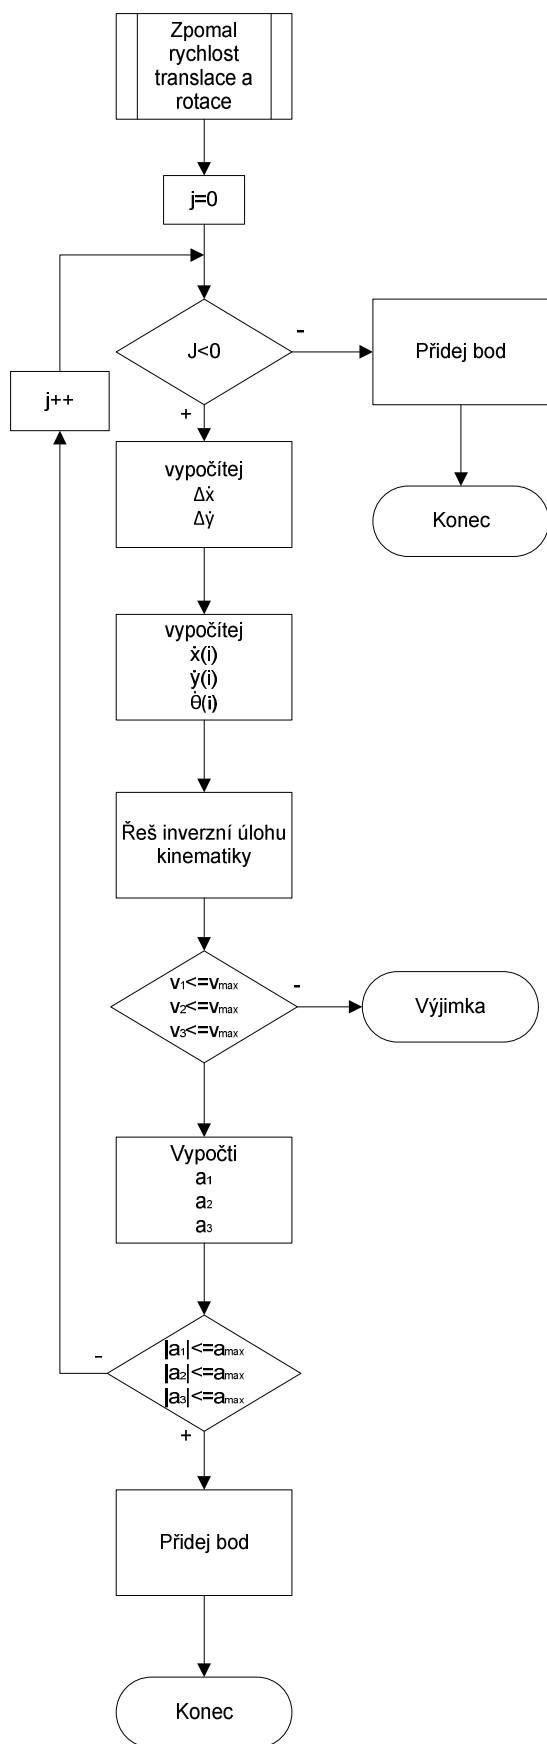 Zpomal
rychlost
translace a
rotace
j=0
J<0
-
Přidej bod
j++
+
vypočítej
Δẋ
Δẏ
Konec
vypočítej
ẋ(i)
ẏ(i)
θ̇(i)
Řeš inverzní úlohu
kinematiky
v₁<=vmax
v₂<=vmax
v₃<=vmax
-
Výjimka
Vypočti
a₁
a₂
a₃
-
|a₁|<=amax
|a₂|<=amax
|a₃|<=amax
+
Přidej bod
Konec